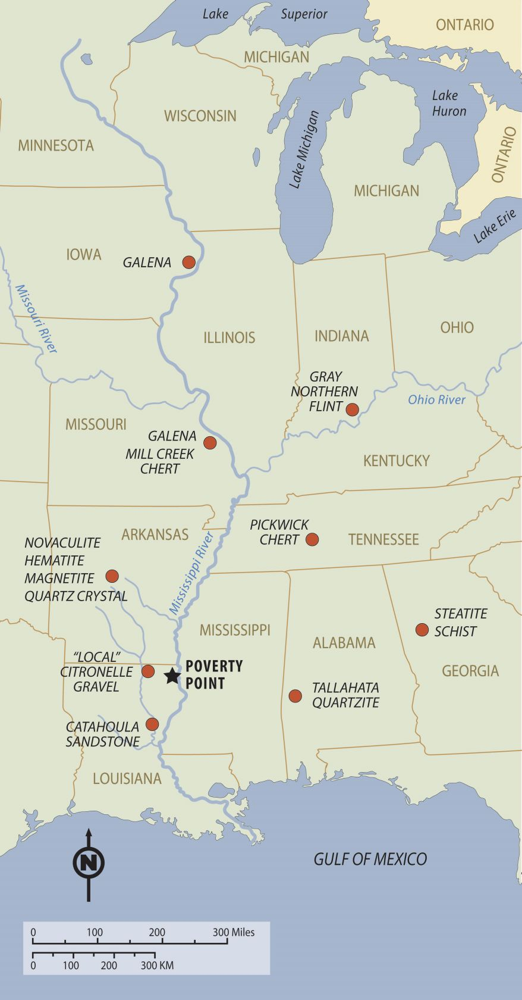 Lake Superior
ONTARIO
MICHIGAN
Lake
Huron
WISCONSIN
Lake Michigan
MINNESOTA
ONTARIO
MICHIGAN
Lake Erie
IOWA
GALENA
Missouri River
ILLINOIS
INDIANA
OHIO
GRAY
NORTHERN
FLINT
Ohio River
MISSOURI
GALENA
MILL CREEK
CHERT
KENTUCKY
PICKWICK
CHERT
TENNESSEE
ARKANSAS
NOVACULITE
HEMATITE
MAGNETITE
QUARTZ CRYSTAL
Mississippi River
STEATITE
SCHIST
MISSISSIPPI
ALABAMA
GEORGIA
“LOCAL”
CITRONELLE
GRAVEL
POVERTY
POINT
TALLAHATA
QUARTZITE
CATAHOULA
SANDSTONE
LOUISIANA
GULF OF MEXICO
N
0 100 200 300 Miles
0 100 200 300 KM